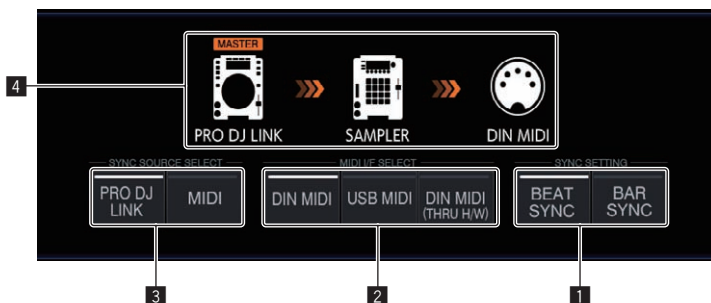 MASTER
4
PRO DJ LINK
SAMPLER
DIN MIDI
SYNC SOURCE SELECT
MIDI I/F SELECT
SYNC SETTING
PRO DJ
LINK
MIDI
DIN MIDI
USB MIDI
DIN MIDI
(THRU H/W)
BEAT
SYNC
BAR
SYNC
3
2
1